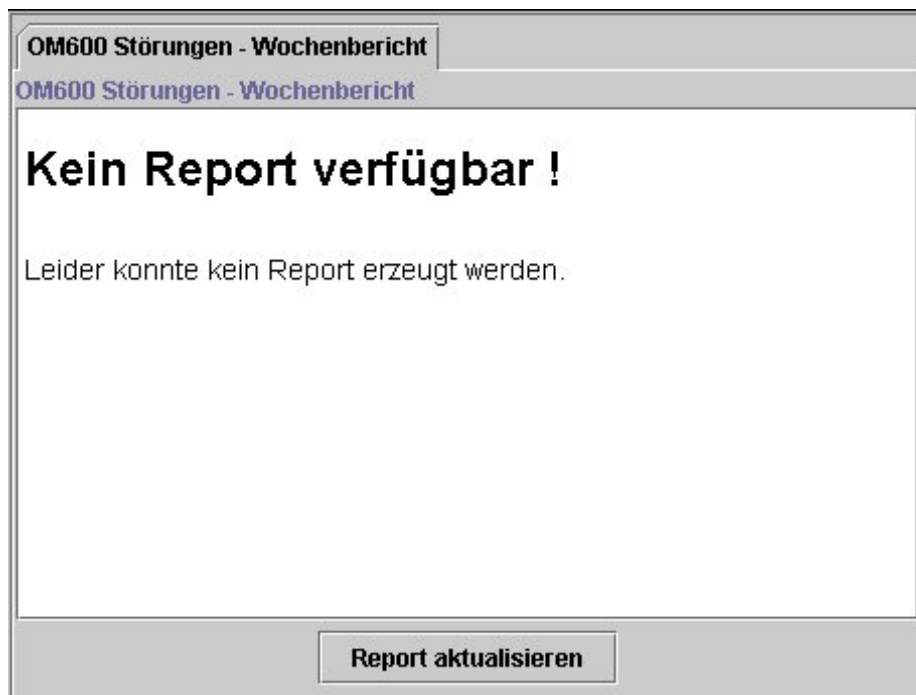 OM600 Störungen - Wochenbericht
OM600 Störungen - Wochenbericht
Kein Report verfügbar !
Leider konnte kein Report erzeugt werden.
Report aktualisieren